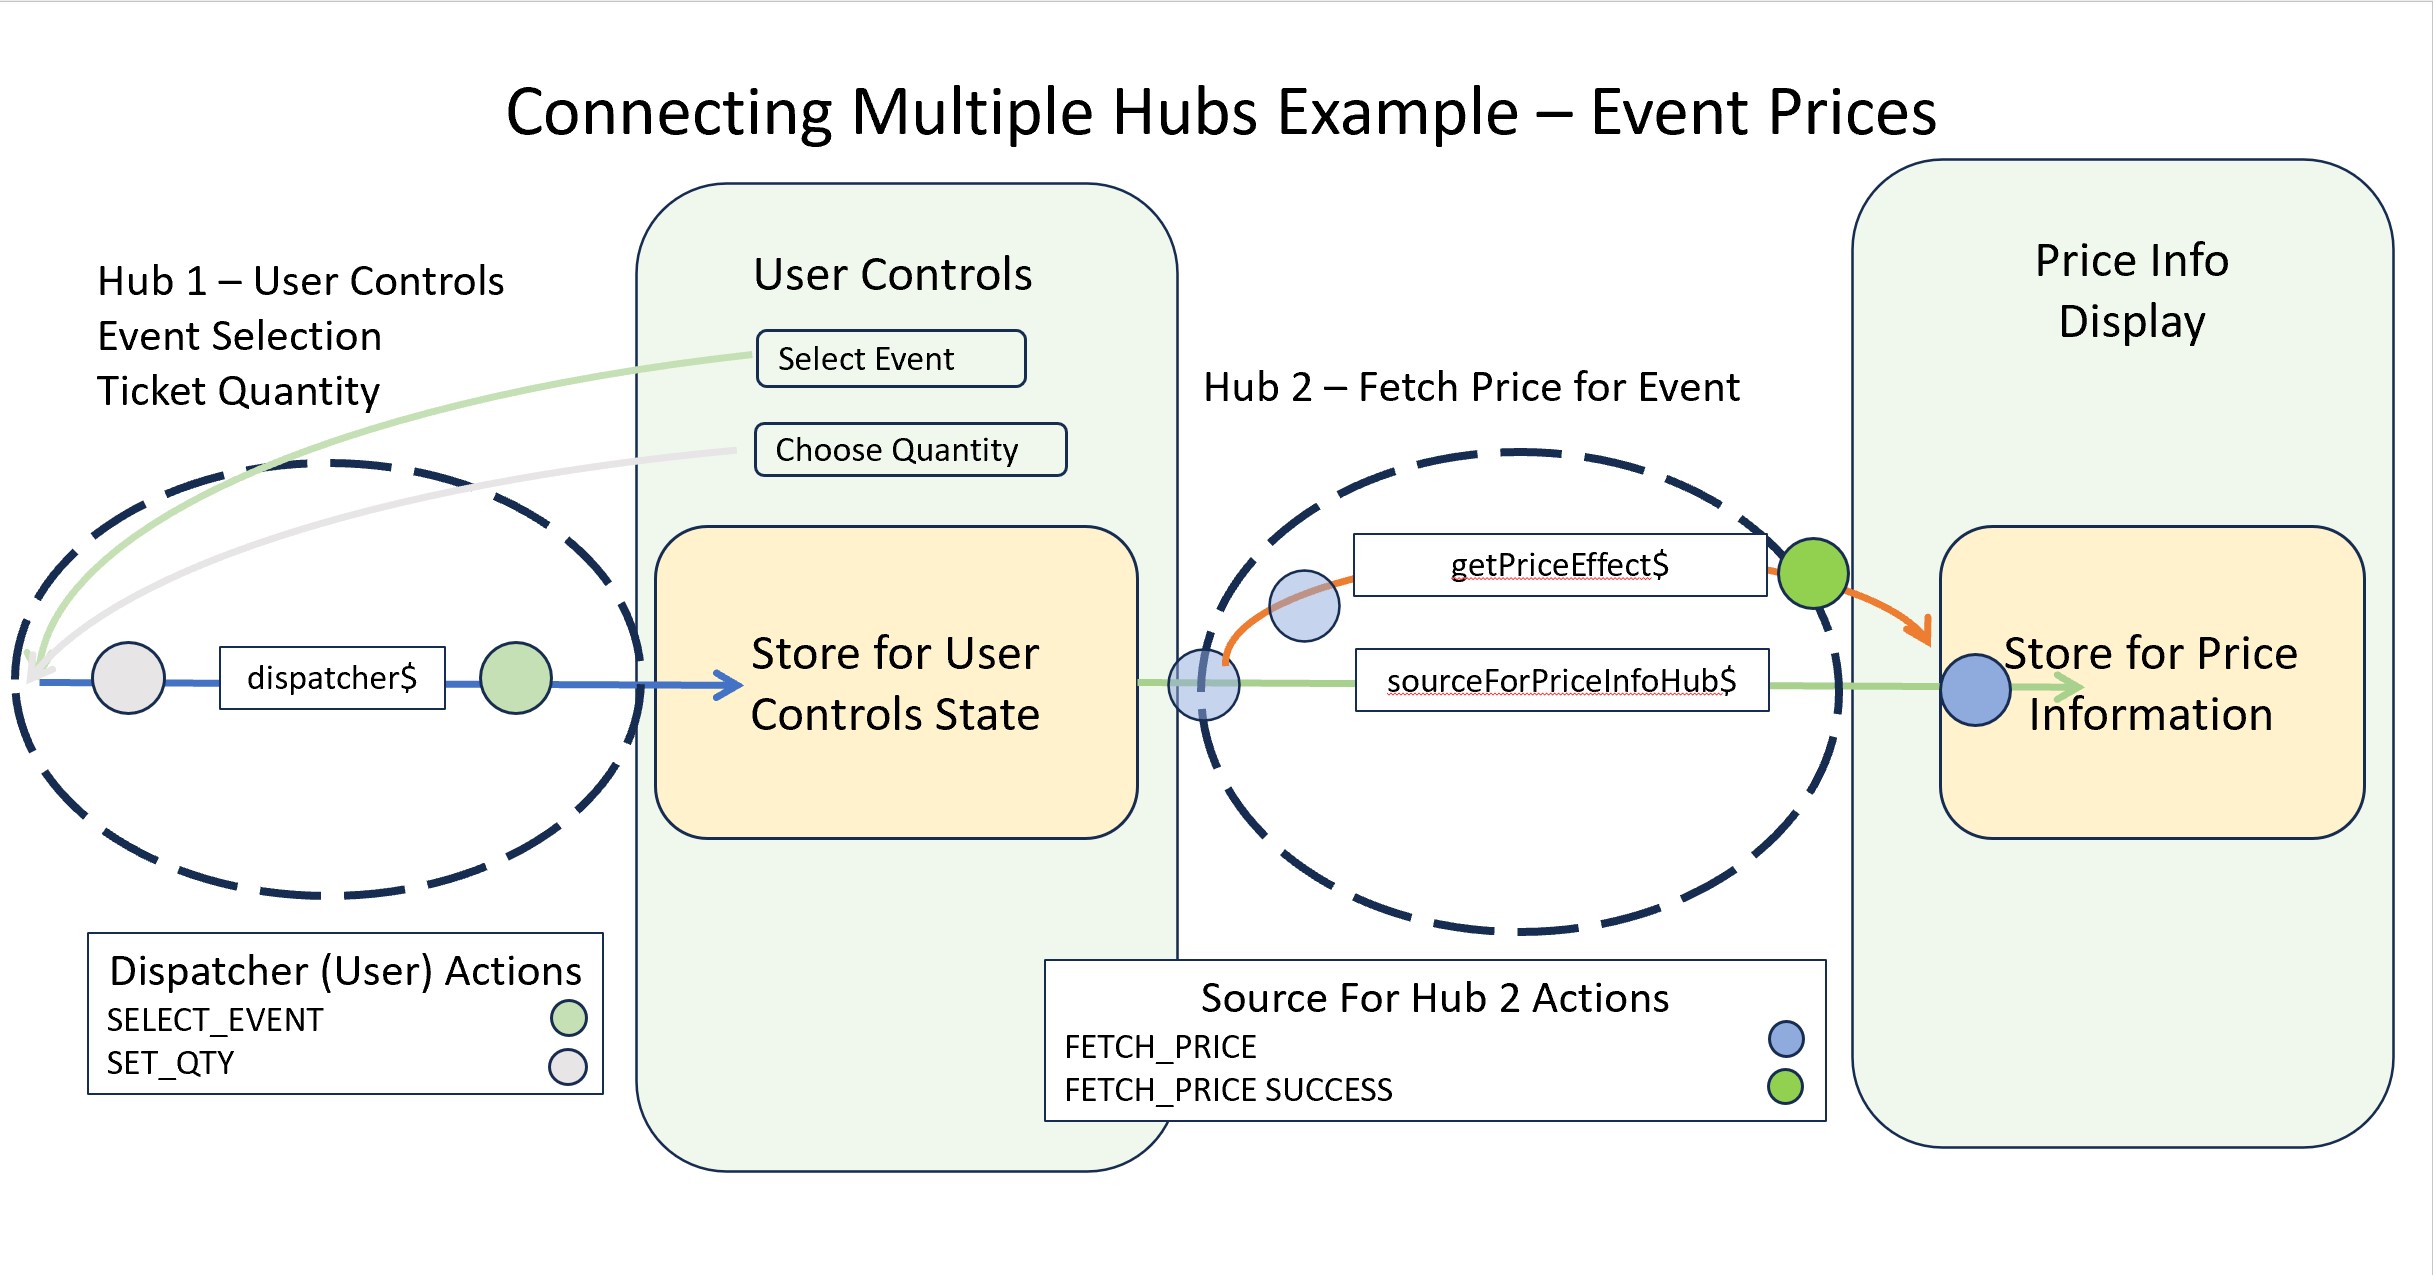 Connecting Multiple Hubs Example – Event Prices
Hub 1 – User Controls
Event Selection
Ticket Quantity
User Controls
Select Event
Choose Quantity
Store for User
Controls State
dispatcher$
Dispatcher (User) Actions
SELECT_EVENT
SET_QTY
Hub 2 – Fetch Price for Event
getPriceEffect$
sourceForPriceInfoHub$
Source For Hub 2 Actions
FETCH_PRICE
FETCH_PRICE SUCCESS
Price Info
Display
Store for Price
Information